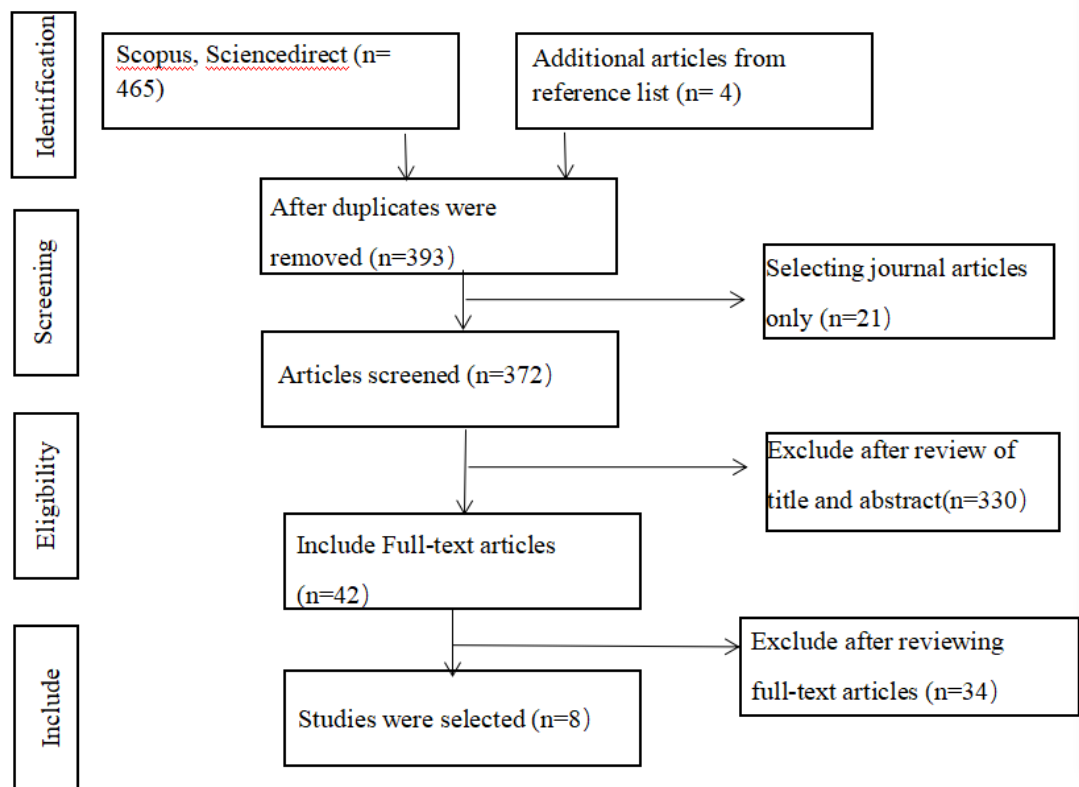 Identification
Scopus, Sciencedirect (n=
465)
Additional articles from
reference list (n= 4)
After duplicates were
removed (n=393)
Screening
Selecting journal articles
only (n=21)
Articles screened (n=372)
Eligibility
Exclude after review of
title and abstract(n=330)
Include Full-text articles
(n=42)
Include
Exclude after reviewing
full-text articles (n=34)
Studies were selected (n=8)